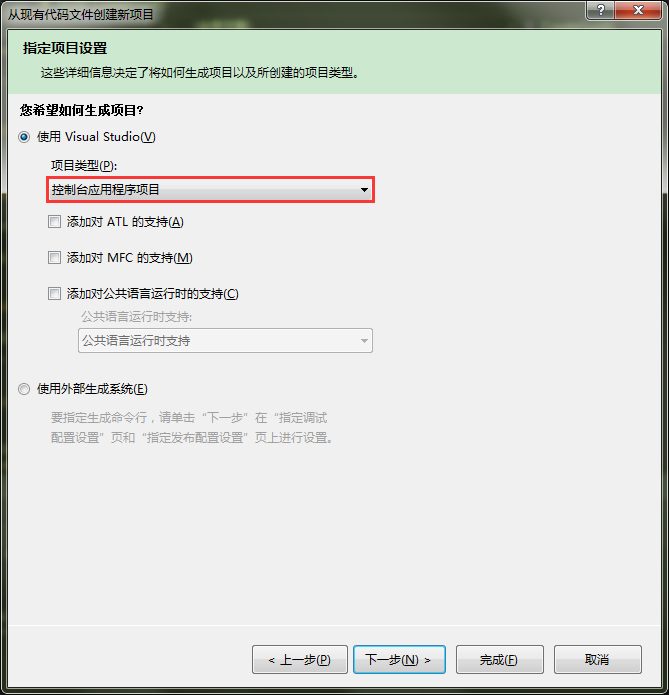 从现有代码文件创建新项目
?
指定项目设置
这些详细信息决定了将如何生成项目以及所创建的项目类型。
您希望如何生成项目?
使用 Visual Studio(V)
项目类型(P):
控制台应用程序项目
添加对 ATL 的支持(A)
添加对 MFC 的支持(M)
添加对公共语言运行时的支持(C)
公共语言运行时支持:
公共语言运行时支持
使用外部生成系统(E)
要指定生成命令行，请单击“下一步”在“指定调试
配置设置”页和“指定发布配置设置”页上进行设置。
< 上一步(P)
下一步(N) >
完成(F)
取消